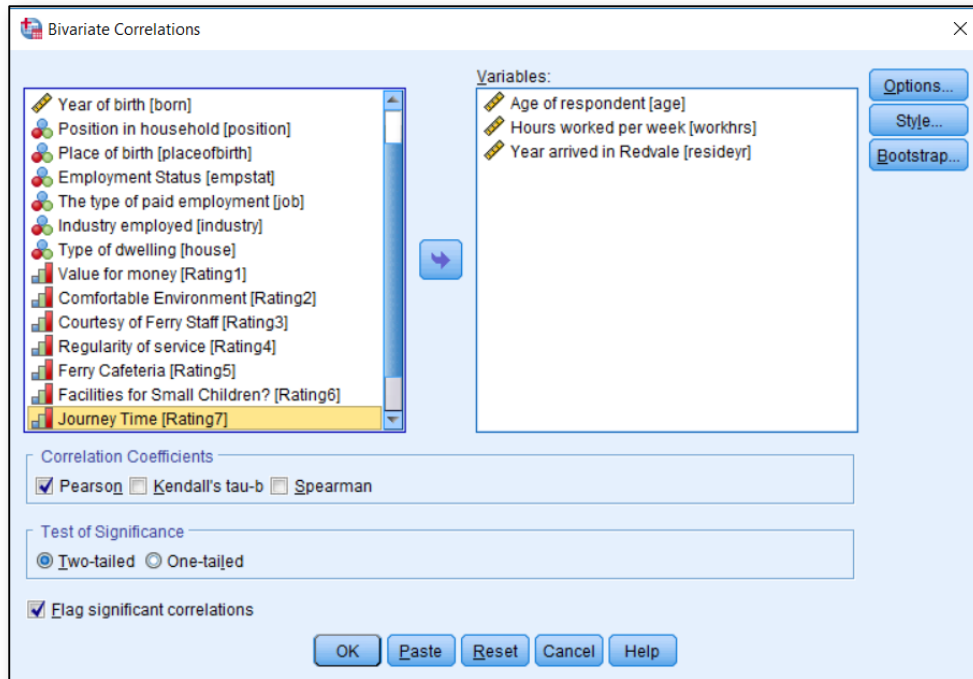 Bivariate Correlations
Year of birth [born]
Position in household [position]
Place of birth [placeofbirth]
Employment Status [empstat]
The type of paid employment [job]
Industry employed [industry]
Type of dwelling [house]
Value for money [Rating1]
Comfortable Environment [Rating2]
Courtesy of Ferry Staff [Rating3]
Regularity of service [Rating4]
Ferry Cafeteria [Rating5]
Facilities for Small Children? [Rating6]
Journey Time [Rating7]
Variables:
Age of respondent [age]
Hours worked per week [workhrs]
Year arrived in Redvale [resideyr]
Options...
Style...
Bootstrap...
Correlation Coefficients
Pearson Kendall's tau-b Spearman
Test of Significance
Two-tailed One-tailed
Flag significant correlations
OK Paste Reset Cancel Help